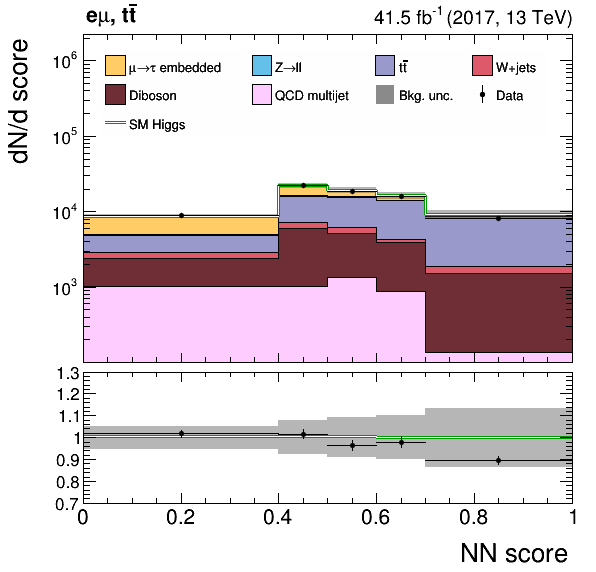 eμ, tt̄ 41.5 fb⁻¹ (2017, 13 TeV)
dN/d score
10⁶
μ→τ embedded Z→ll tt̄ W+jets
Diboson QCD multijet Bkg. unc. Data
SM Higgs
10⁵
10⁴
10³
1.3
1.2
1.1
1
0.9
0.8
0.7
0 0.2 0.4 0.6 0.8 1
NN score